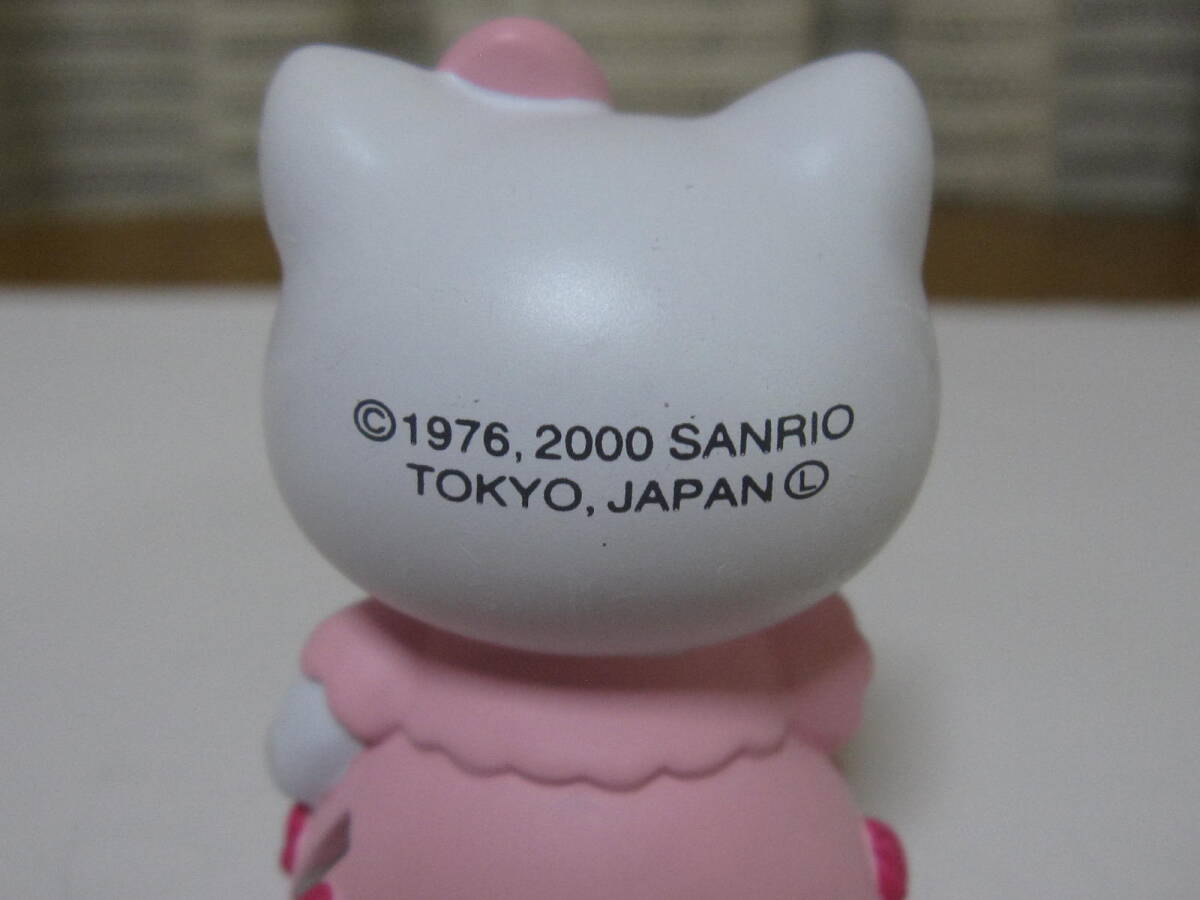 ©1976, 2000 SANRIO
TOKYO, JAPAN Ⓛ